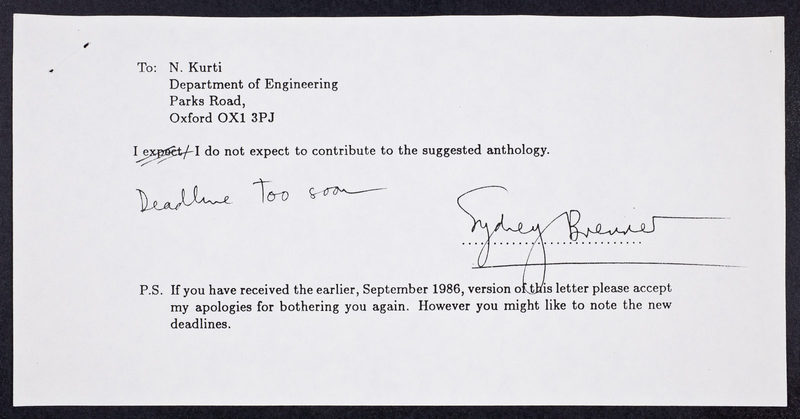 To: N. Kurti
Department of Engineering
Parks Road,
Oxford OX1 3PJ
I expect/I do not expect to contribute to the suggested anthology.
Deadline too soon
Sydney Brenner
P.S. If you have received the earlier, September 1986, version of this letter please accept
my apologies for bothering you again. However you might like to note the new
deadlines.